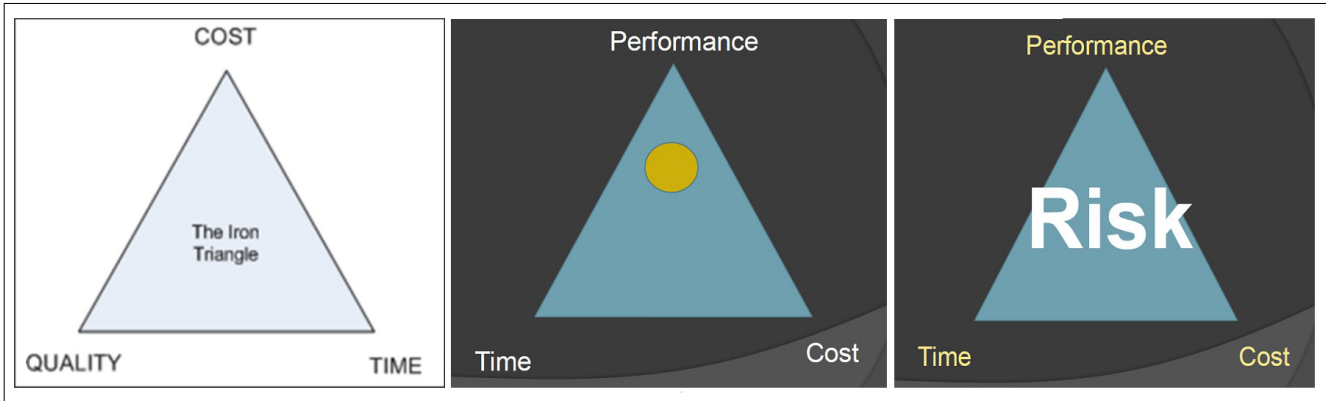 COST
The Iron
Triangle
QUALITY
TIME
Performance
Time
Cost
Performance
Risk
Time
Cost